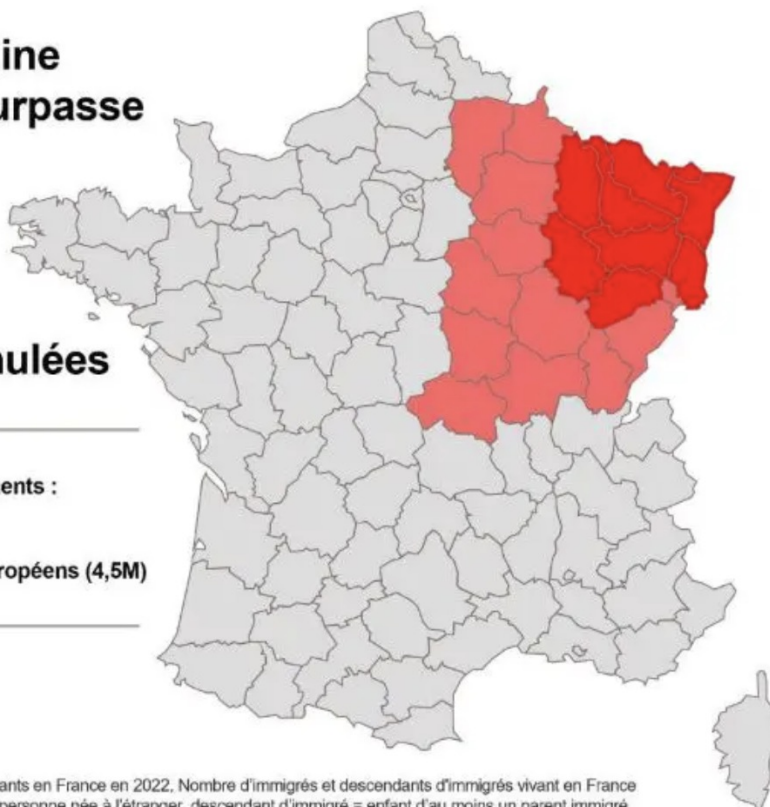 ine
urpasse
nulées
ents :
ropéens (4,5M)
ants en France en 2022. Nombre d'immigrés et descendants d'immigrés vivant en France
personne née à l'étranger, descendant d'immigré = enfant d'au moins un parent immigré